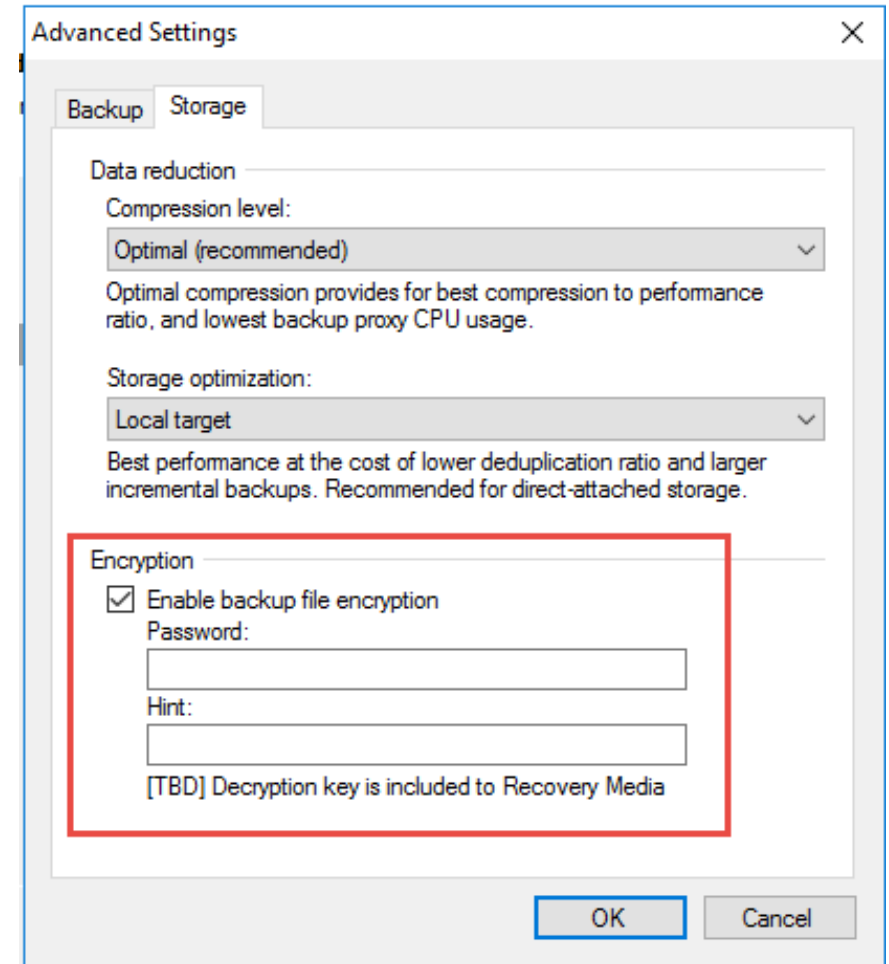 Advanced Settings
Backup
Storage
Data reduction
Compression level:
Optimal (recommended)
Optimal compression provides for best compression to performance
ratio, and lowest backup proxy CPU usage.
Storage optimization:
Local target
Best performance at the cost of lower deduplication ratio and larger
incremental backups. Recommended for direct-attached storage.
Encryption
Enable backup file encryption
Password:
Hint:
[TBD] Decryption key is included to Recovery Media
OK
Cancel